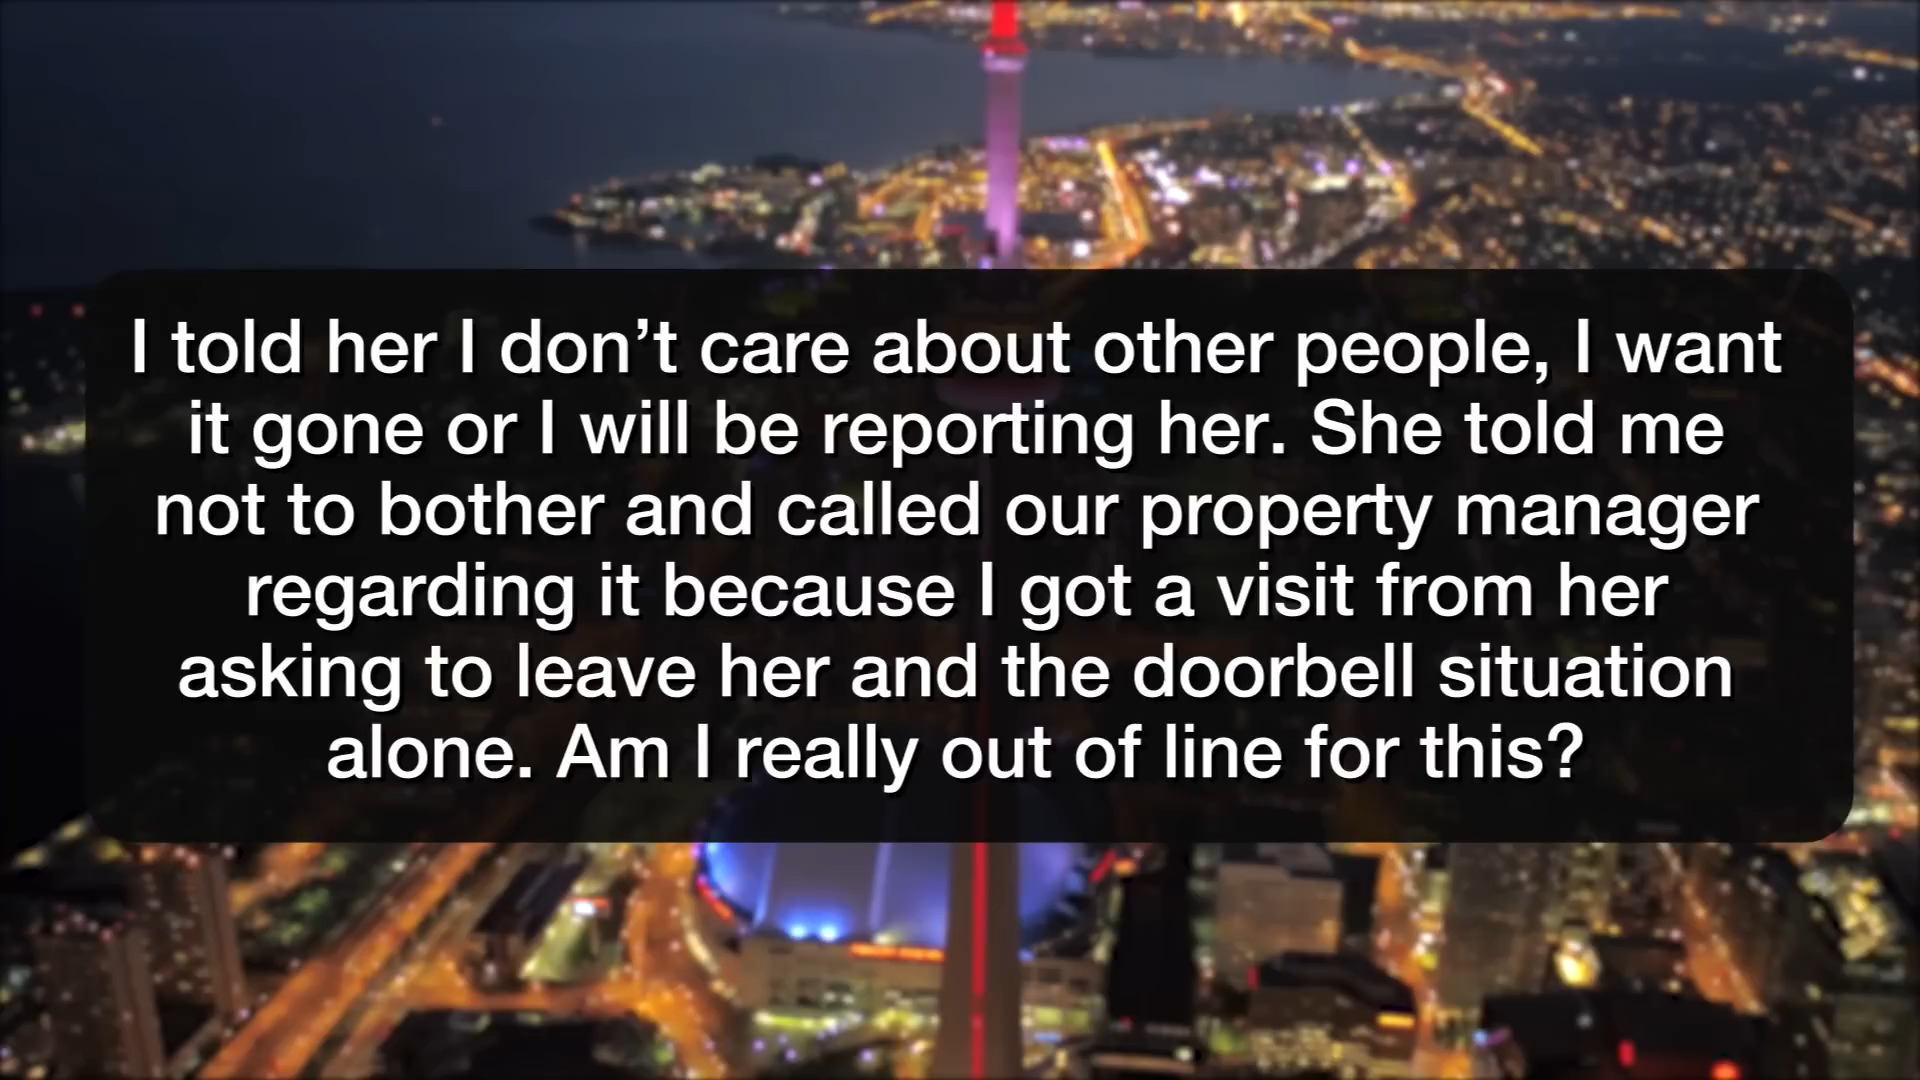 I told her I don’t care about other people, I want
it gone or I will be reporting her. She told me
not to bother and called our property manager
regarding it because I got a visit from her
asking to leave her and the doorbell situation
alone. Am I really out of line for this?